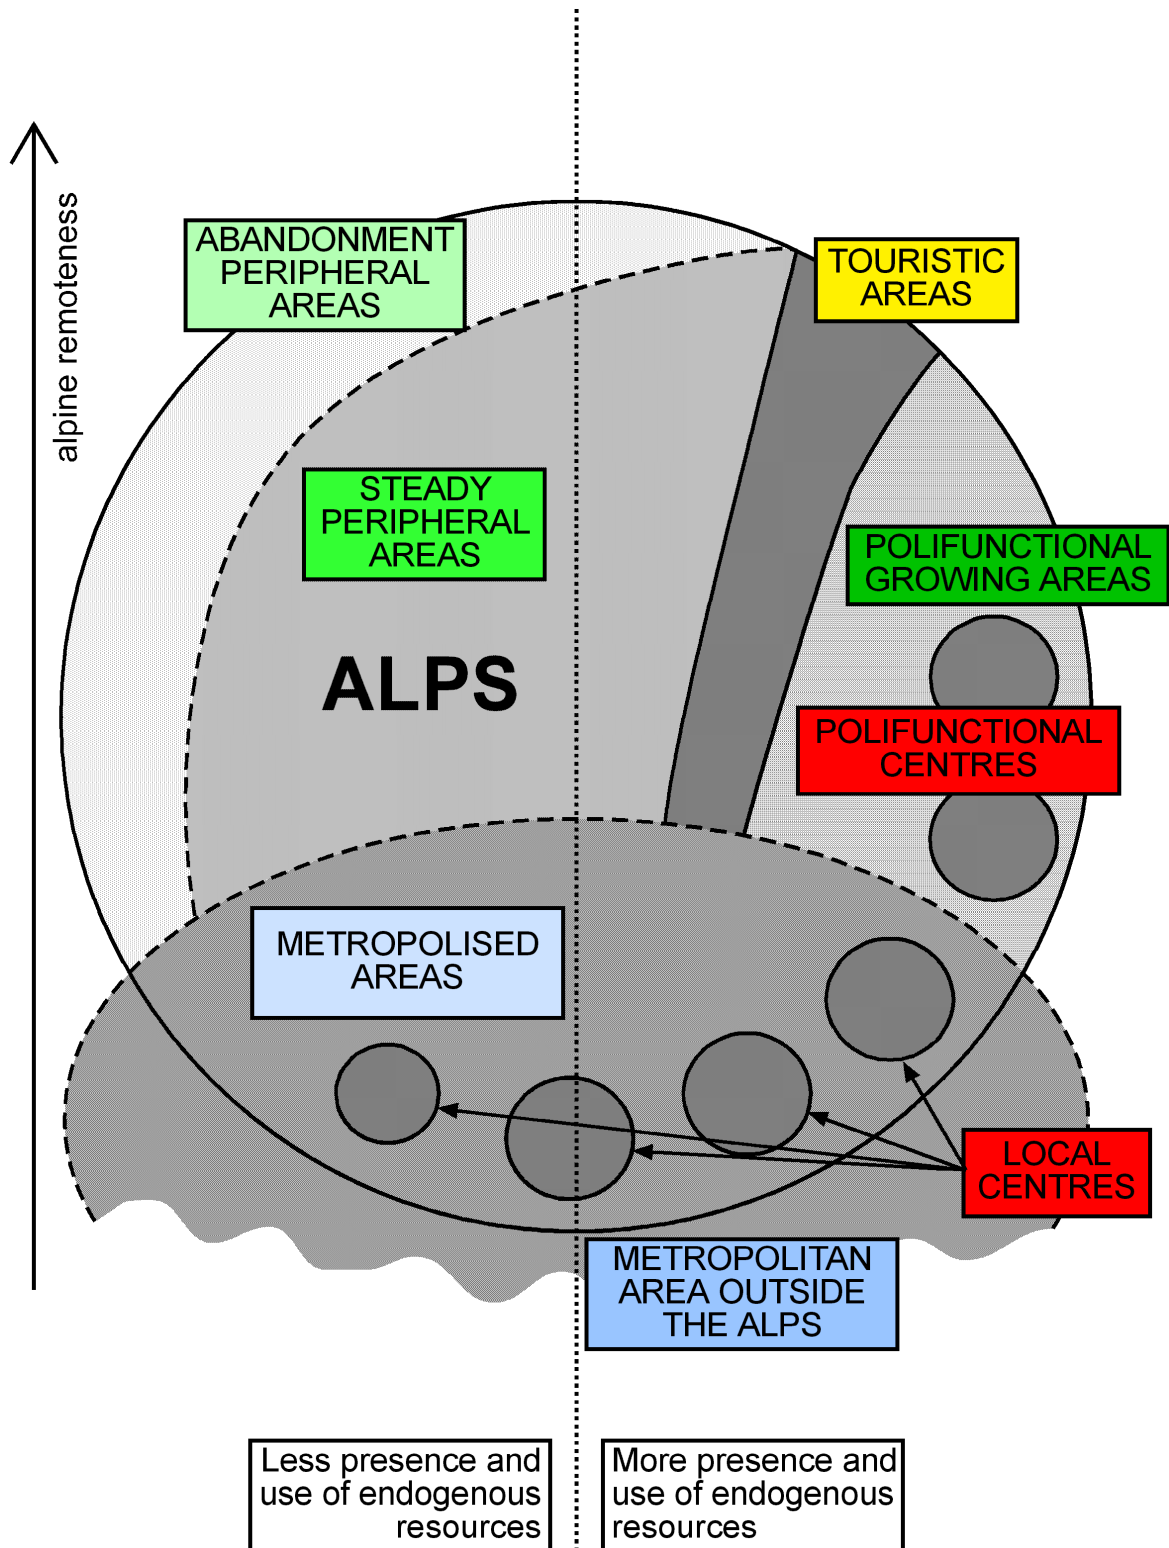 alpine remoteness
ABANDONMENT
PERIPHERAL
AREAS
TOURISTIC
AREAS
STEADY
PERIPHERAL
AREAS
POLIFUNCTIONAL
GROWING AREAS
ALPS
POLIFUNCTIONAL
CENTRES
METROPOLISED
AREAS
LOCAL
CENTRES
METROPOLITAN
AREA OUTSIDE
THE ALPS
Less presence and
use of endogenous
resources
More presence and
use of endogenous
resources